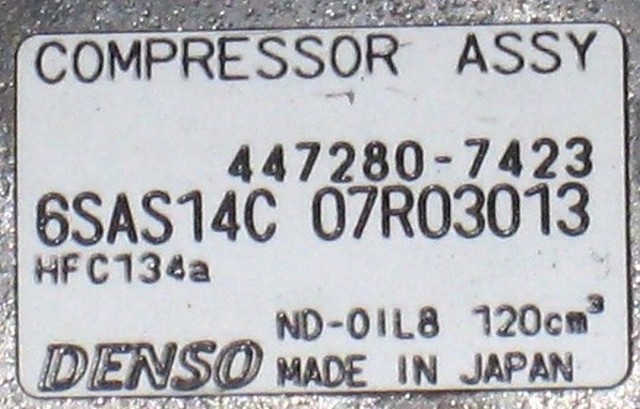 COMPRESSOR ASSY
447280-7423
6SAS14C 07R03013
HFC134a
ND-OIL8 120cm³
DENSO MADE IN JAPAN